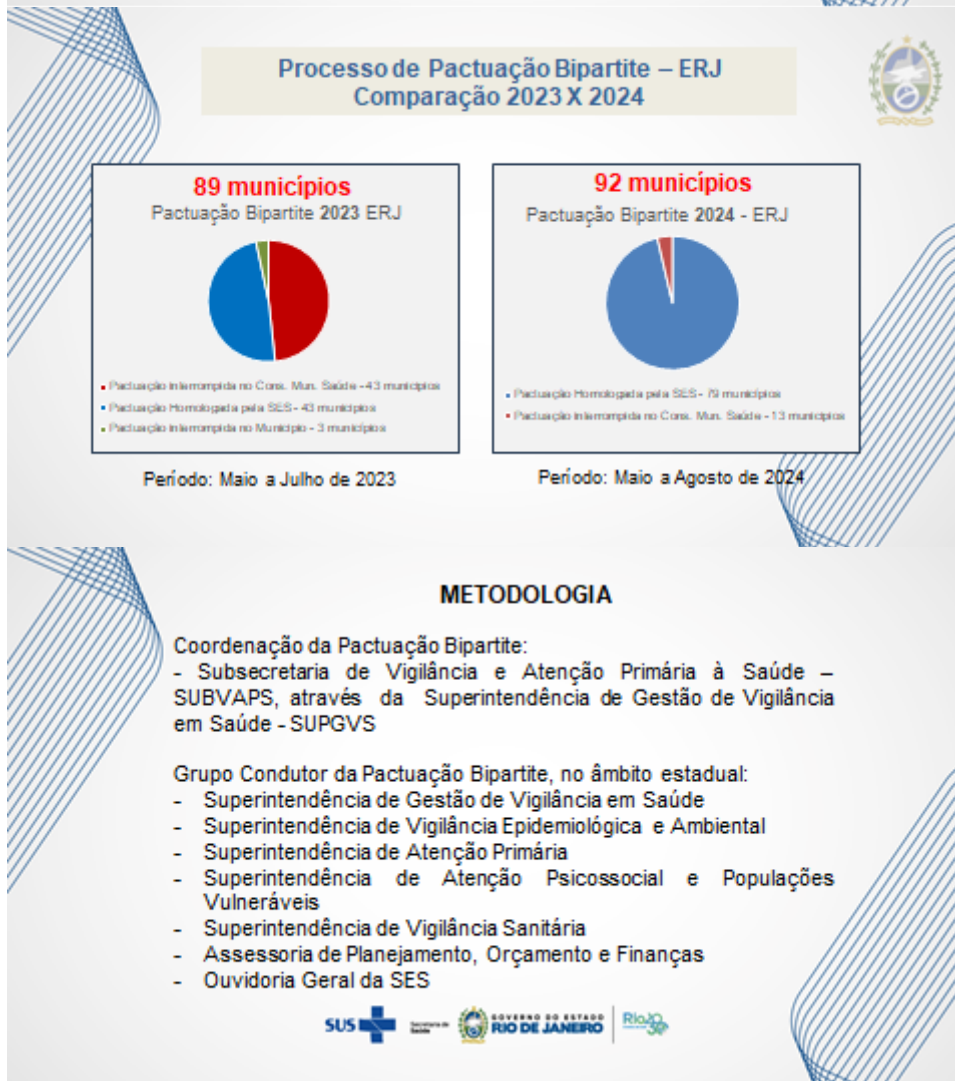 Processo de Pactuação Bipartite – ERJ
Comparação 2023 X 2024
89 municípios
Pactuação Bipartite 2023 ERJ
Pactuação Interrompida no Cons. Mun. Saúde - 43 municípios
Pactuação Homologada pela SES - 43 municípios
Pactuação Interrompida no Município - 3 municípios
Período: Maio a Julho de 2023
92 municípios
Pactuação Bipartite 2024 - ERJ
Pactuação Homologada pela SES - 79 municípios
Pactuação Interrompida no Cons. Mun. Saúde - 13 municípios
Período: Maio a Agosto de 2024
METODOLOGIA
Coordenação da Pactuação Bipartite:
- Subsecretaria de Vigilância e Atenção Primária à Saúde –
SUBVAPS, através da Superintendência de Gestão de Vigilância
em Saúde - SUPGVS
Grupo Condutor da Pactuação Bipartite, no âmbito estadual:
- Superintendência de Gestão de Vigilância em Saúde
- Superintendência de Vigilância Epidemiológica e Ambiental
- Superintendência de Atenção Primária
- Superintendência de Atenção Psicossocial e Populações
Vulneráveis
- Superintendência de Vigilância Sanitária
- Assessoria de Planejamento, Orçamento e Finanças
- Ouvidoria Geral da SES
SUS
Secretaria de
Saúde
GOVERNO DO ESTADO
RIO DE JANEIRO